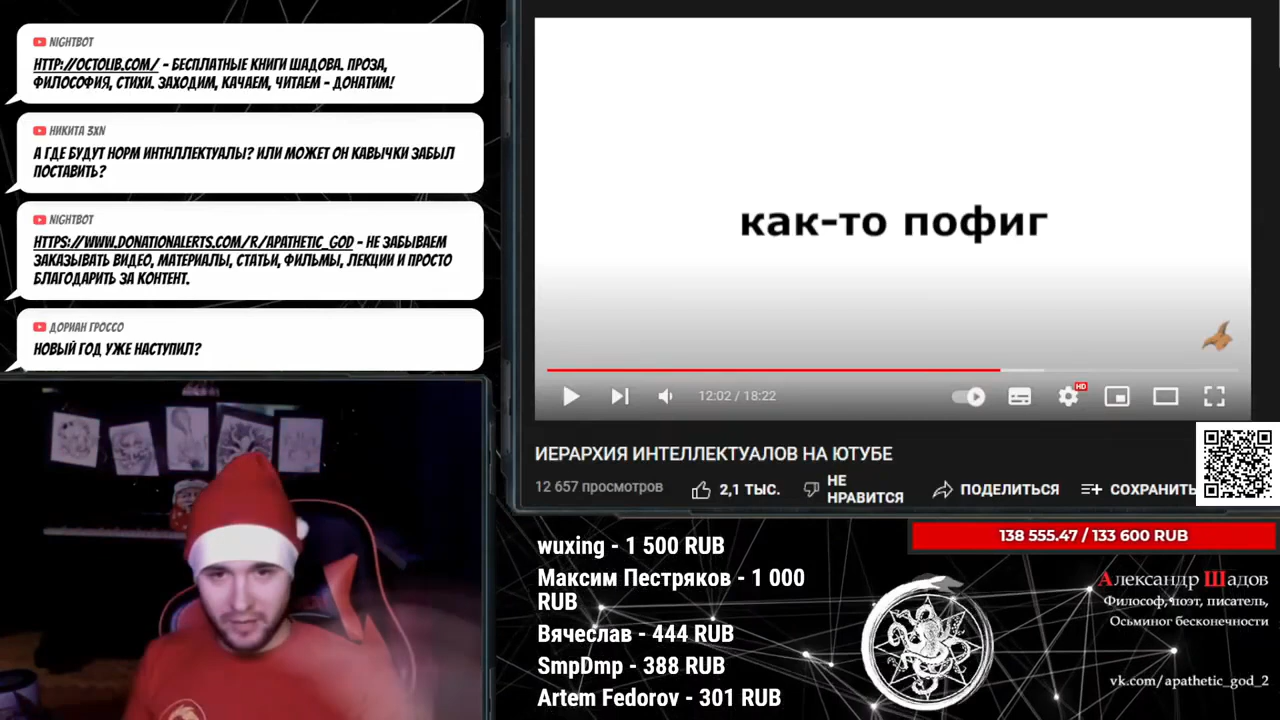 NIGHTBOT
HTTP://OCTOLIB.COM/ - БЕСПЛАТНЫЕ КНИГИ ШАДОВА. ПРОЗА,
ФИЛОСОФИЯ, СТИХИ. ЗАХОДИМ, КАЧАЕМ, ЧИТАЕМ - ДОНАТИМ!
НИКИТА 3XN
А ГДЕ БУДУТ НОРМ ИНТНЛЛЕКТУАЛЫ? ИЛИ МОЖЕТ ОН КАВЫЧКИ ЗАБЫЛ
ПОСТАВИТЬ?
NIGHTBOT
HTTPS://WWW.DONATIONALERTS.COM/R/APATHETIC_GOD - НЕ ЗАБЫВАЕМ
ЗАКАЗЫВАТЬ ВИДЕО, МАТЕРИАЛЫ, СТАТЬИ, ФИЛЬМЫ, ЛЕКЦИИ И ПРОСТО
БЛАГОДАРИТЬ ЗА КОНТЕНТ.
ДОРИАН ГРОССО
НОВЫЙ ГОД УЖЕ НАСТУПИЛ?
как-то пофиг
12:02 / 18:22
HD
ИЕРАРХИЯ ИНТЕЛЛЕКТУАЛОВ НА ЮТУБЕ
12 657 просмотров
2,1 ТЫС.
НЕ
НРАВИТСЯ
ПОДЕЛИТЬСЯ
СОХРАНИТЬ
138 555.47 / 133 600 RUB
wuxing - 1 500 RUB
Максим Пестряков - 1 000
RUB
Вячеслав - 444 RUB
SmpDmp - 388 RUB
Artem Fedorov - 301 RUB
Александр Шадов
Философ, поэт, писатель,
Осьминог бесконечности
vk.com/apathetic_god_2